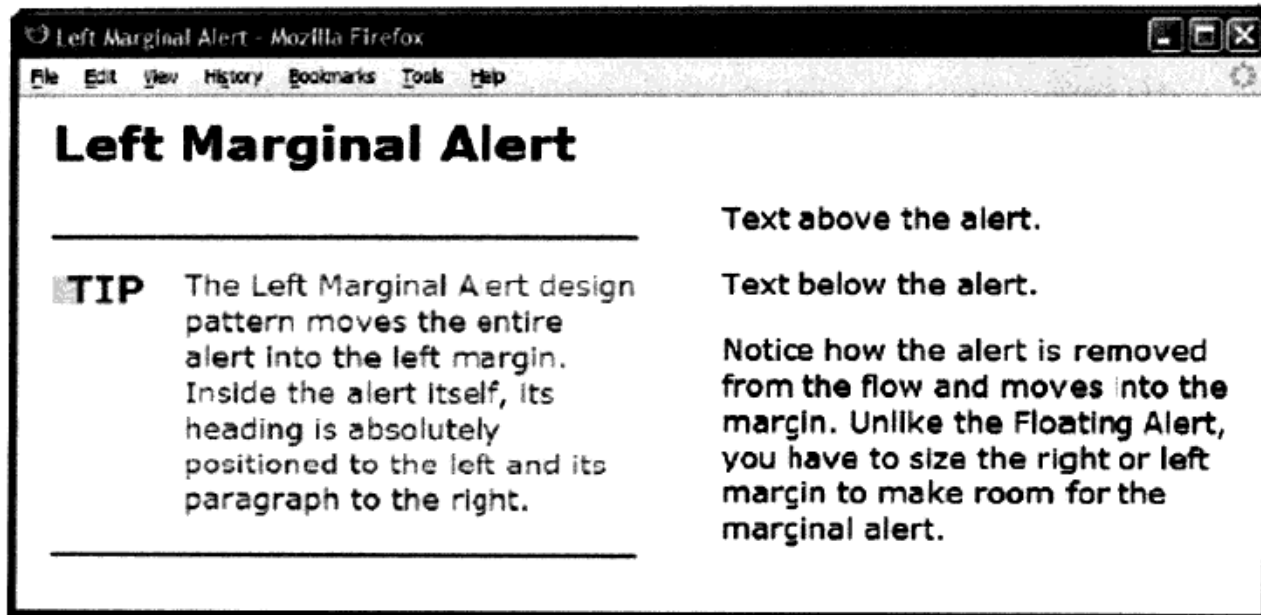 Left Marginal Alert - Mozilla Firefox
File Edit View History Bookmarks Tools Help
Left Marginal Alert
TIP
The Left Marginal Alert design
pattern moves the entire
alert into the left margin.
Inside the alert itself, its
heading is absolutely
positioned to the left and its
paragraph to the right.
Text above the alert.
Text below the alert.
Notice how the alert is removed
from the flow and moves into the
margin. Unlike the Floating Alert,
you have to size the right or left
margin to make room for the
marginal alert.